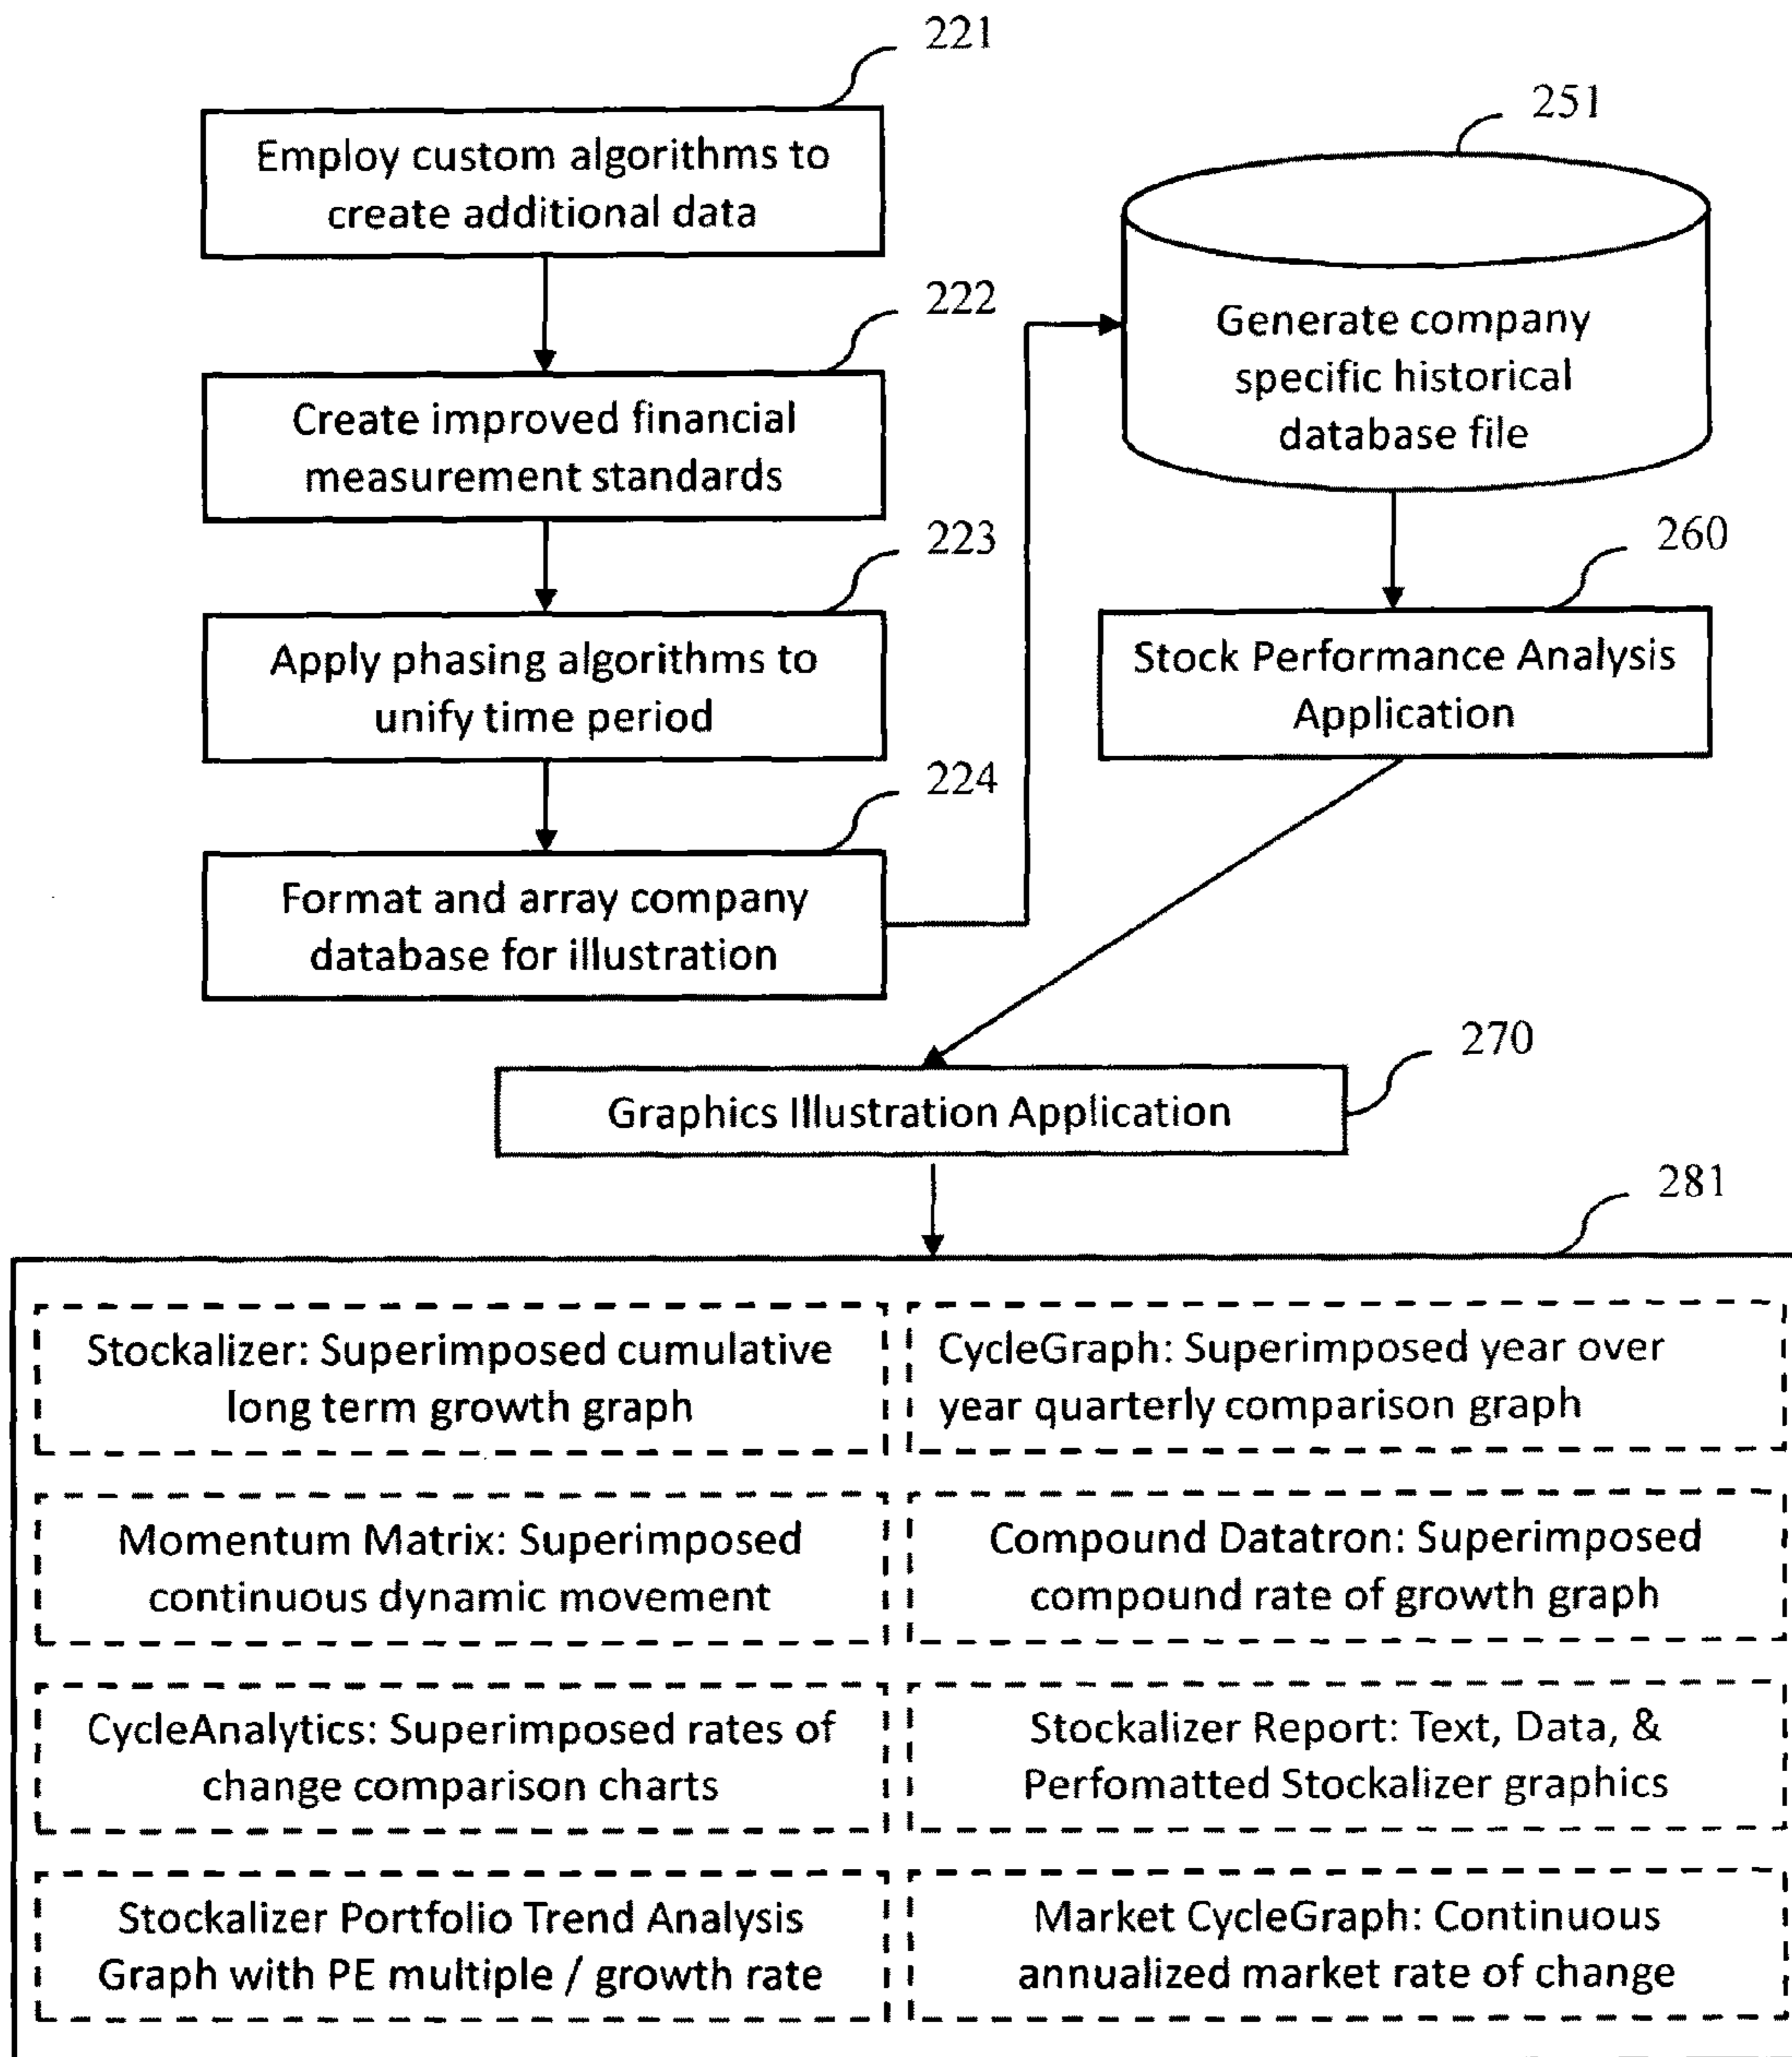 221
Employ custom algorithms to
create additional data
222
Create improved financial
measurement standards
223
Apply phasing algorithms to
unify time period
224
Format and array company
database for illustration
251
Generate company
specific historical
database file
260
Stock Performance Analysis
Application
270
Graphics Illustration Application
281
Stockalizer: Superimposed cumulative
long term growth graph
CycleGraph: Superimposed year over
year quarterly comparison graph
Momentum Matrix: Superimposed
continuous dynamic movement
Compound Datatron: Superimposed
compound rate of growth graph
CycleAnalytics: Superimposed rates of
change comparison charts
Stockalizer Report: Text, Data, &
Perfomatted Stockalizer graphics
Stockalizer Portfolio Trend Analysis
Graph with PE multiple / growth rate
Market CycleGraph: Continuous
annualized market rate of change